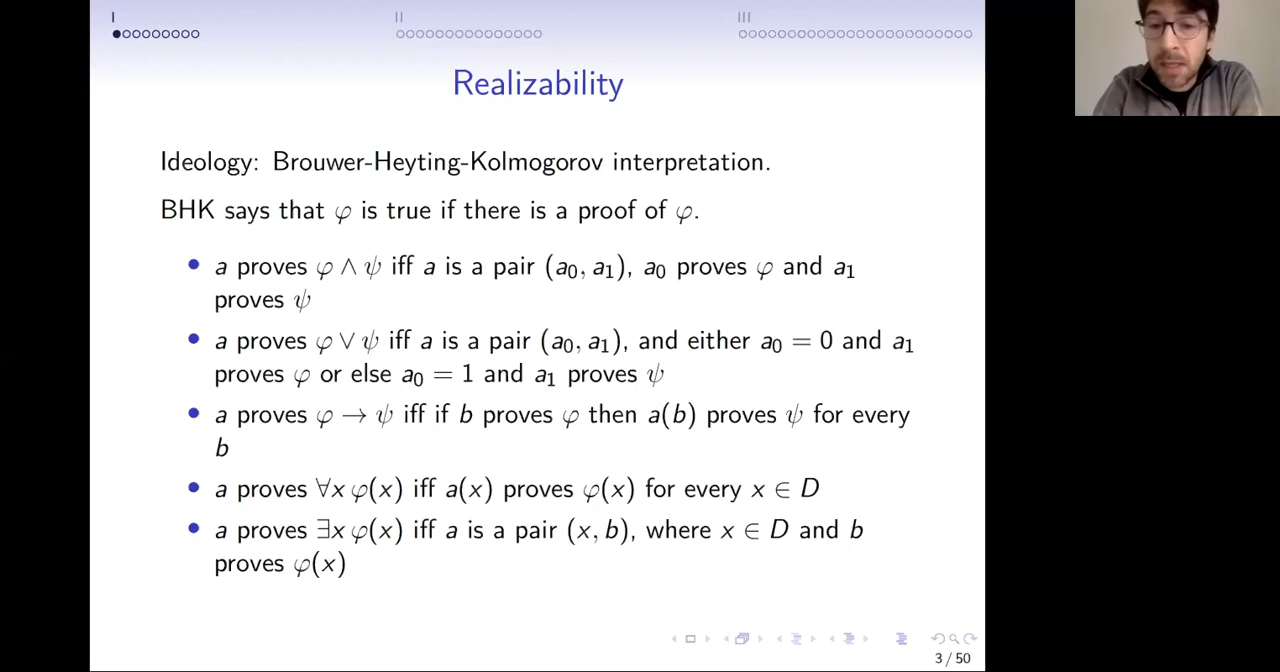 I II III
Realizability
Ideology: Brouwer-Heyting-Kolmogorov interpretation.
BHK says that φ is true if there is a proof of φ.
• a proves φ ∧ ψ iff a is a pair (a₀, a₁), a₀ proves φ and a₁
proves ψ
• a proves φ ∨ ψ iff a is a pair (a₀, a₁), and either a₀ = 0 and a₁
proves φ or else a₀ = 1 and a₁ proves ψ
• a proves φ → ψ iff if b proves φ then a(b) proves ψ for every
b
• a proves ∀x φ(x) iff a(x) proves φ(x) for every x ∈ D
• a proves ∃x φ(x) iff a is a pair (x, b), where x ∈ D and b
proves φ(x)
3 / 50